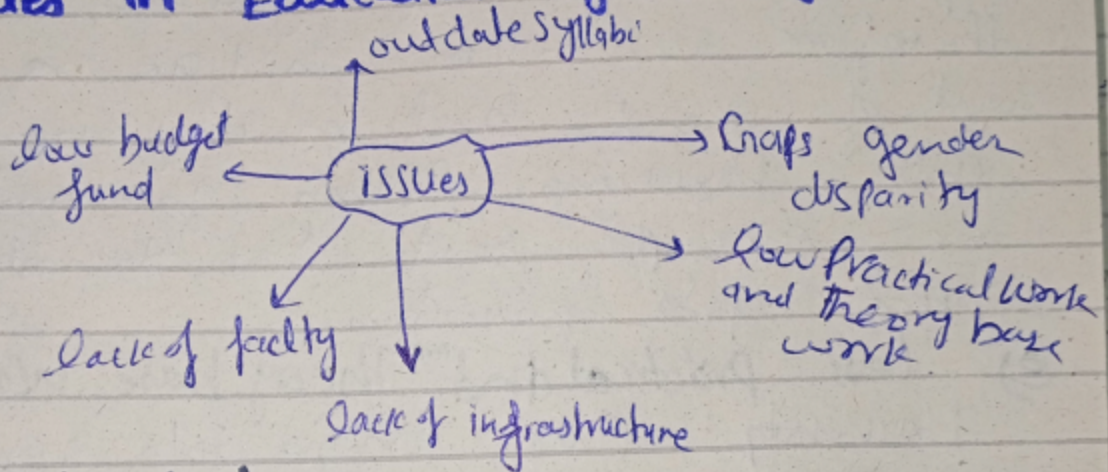 in
outdate syllabi
low budget
fund
issues
Gaps gender
disparity
low Practical work
and Theory base
work
lack of faclty
lack of infrastructure